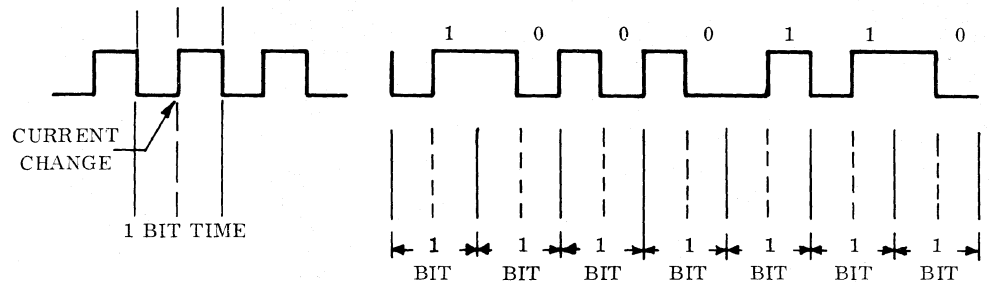 1 0 0 0 1 1 0
CURRENT
CHANGE
1 BIT TIME
1 1 1 1 1 1 1
BIT BIT BIT BIT BIT BIT BIT